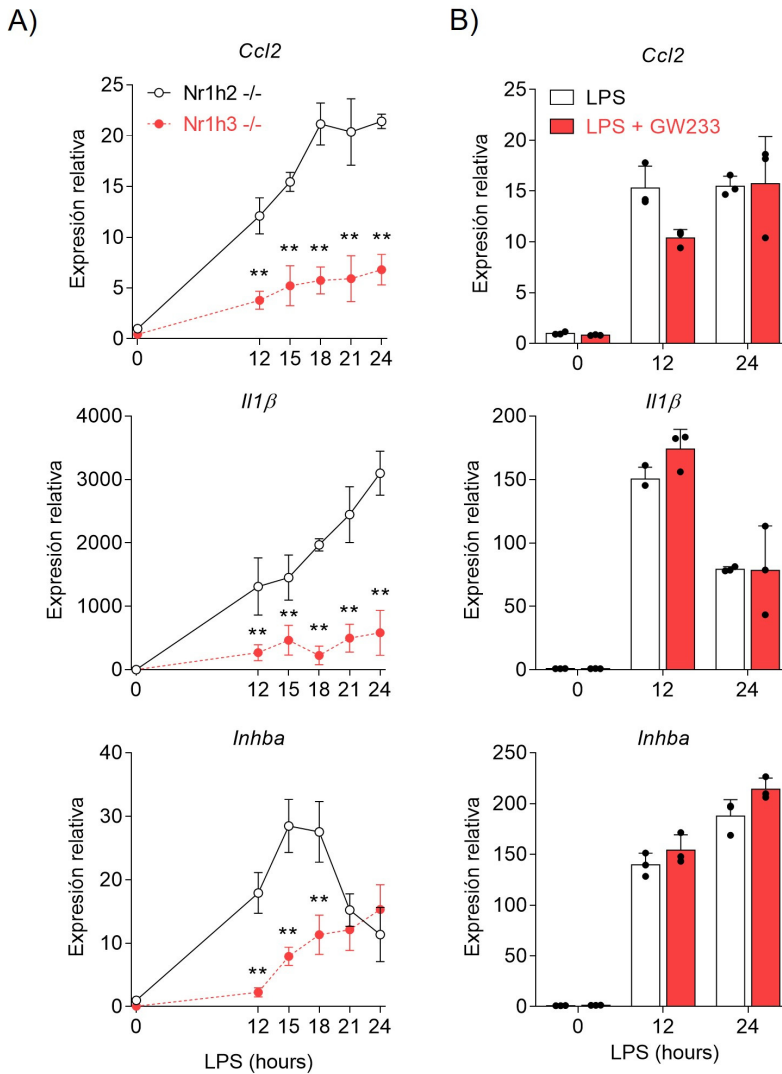 A)
Ccl2
Expresión relativa
25
20
15
10
5
0
Nr1h2 -/-
Nr1h3 -/-
** ** ** ** **
0 12 15 18 21 24
Il1β
Expresión relativa
4000
3000
2000
1000
0
** ** ** ** **
0 12 15 18 21 24
Inhba
Expresión relativa
40
30
20
10
0
** ** **
0 12 15 18 21 24
LPS (hours)
B)
Ccl2
Expresión relativa
25
20
15
10
5
0
LPS
LPS + GW233
0 12 24
Il1β
Expresión relativa
200
150
100
50
0
0 12 24
Inhba
Expresión relativa
250
200
150
100
50
0
0 12 24
LPS (hours)